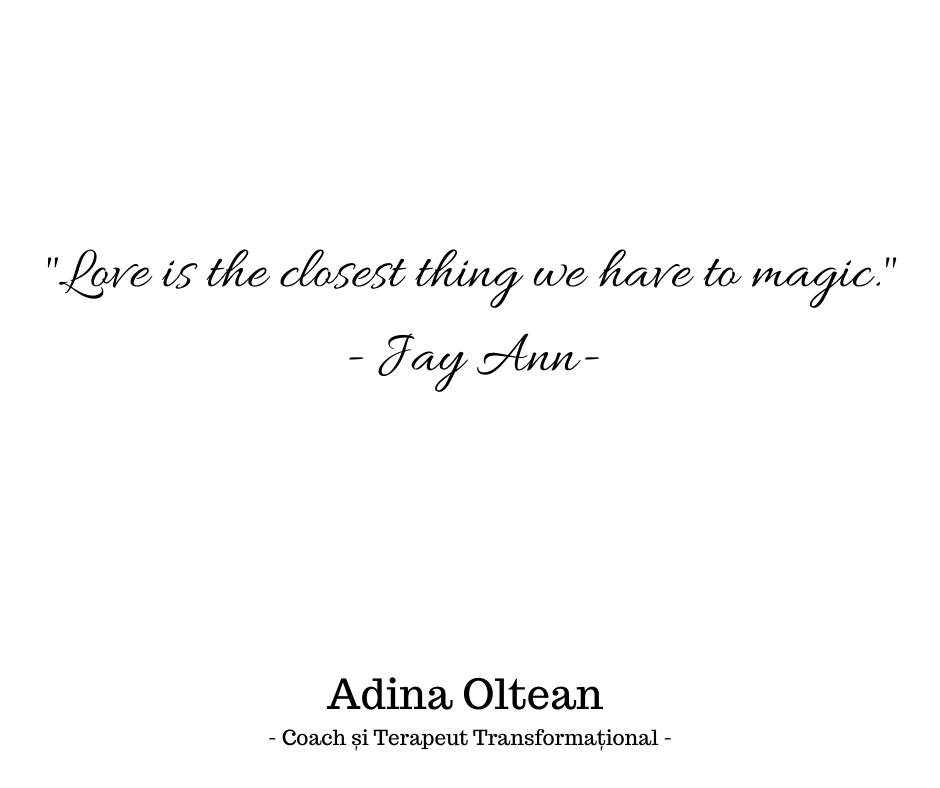 "Love is the closest thing we have to magic."
- Jay Ann-
Adina Oltean
- Coach și Terapeut Transformațional -